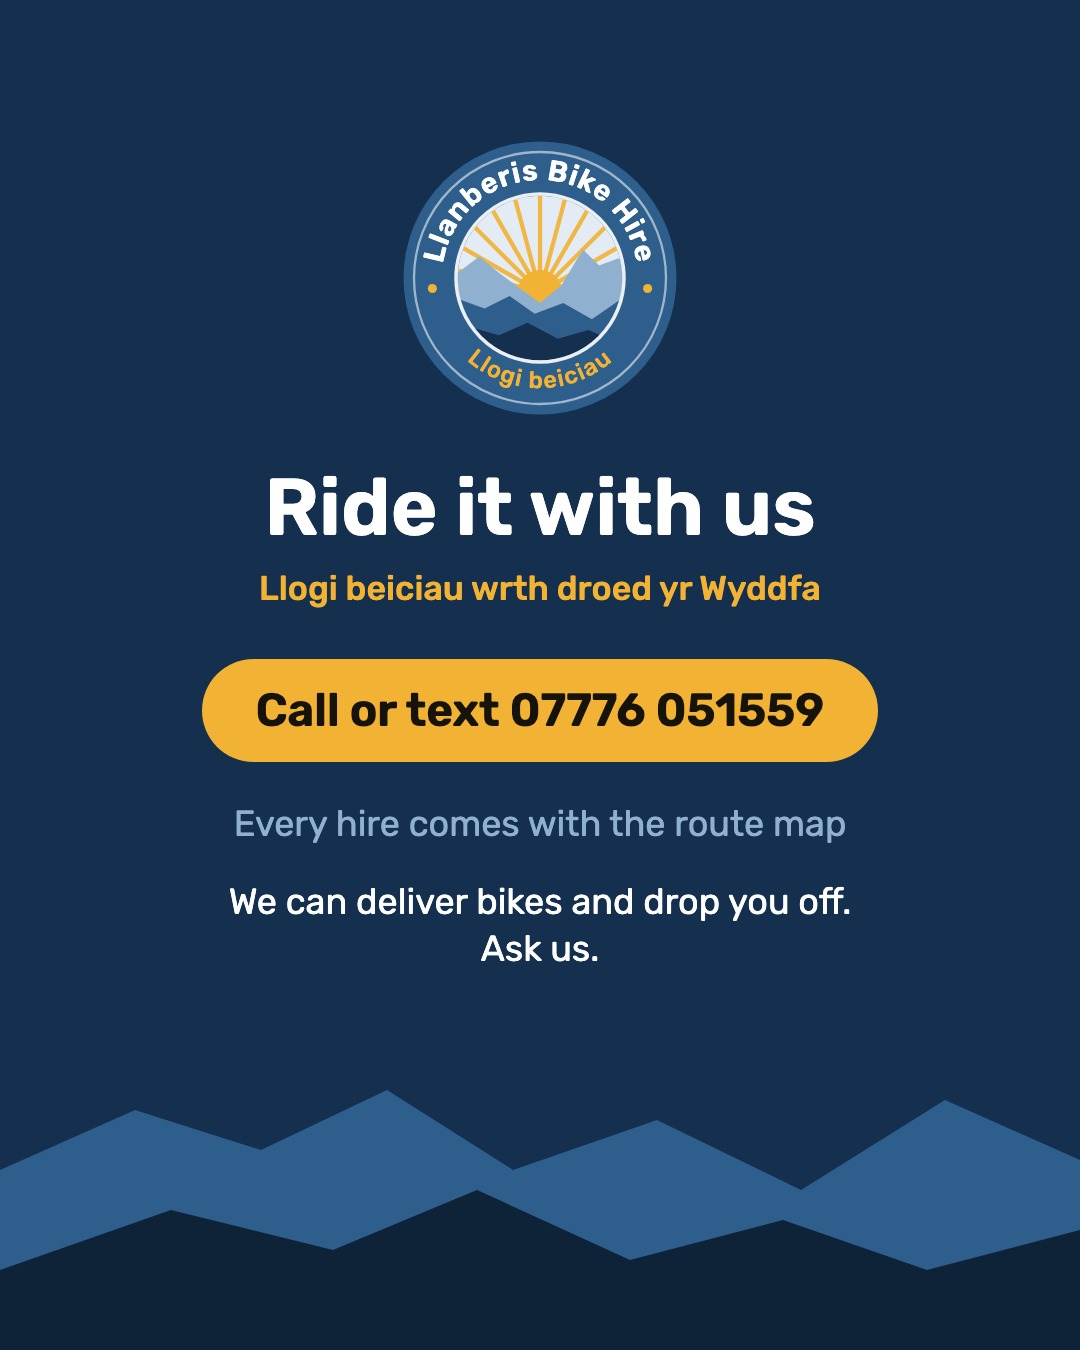 Llanberis Bike Hire
Llogi beiciau
Ride it with us
Llogi beiciau wrth droed yr Wyddfa
Call or text 07776 051559
Every hire comes with the route map
We can deliver bikes and drop you off.
Ask us.